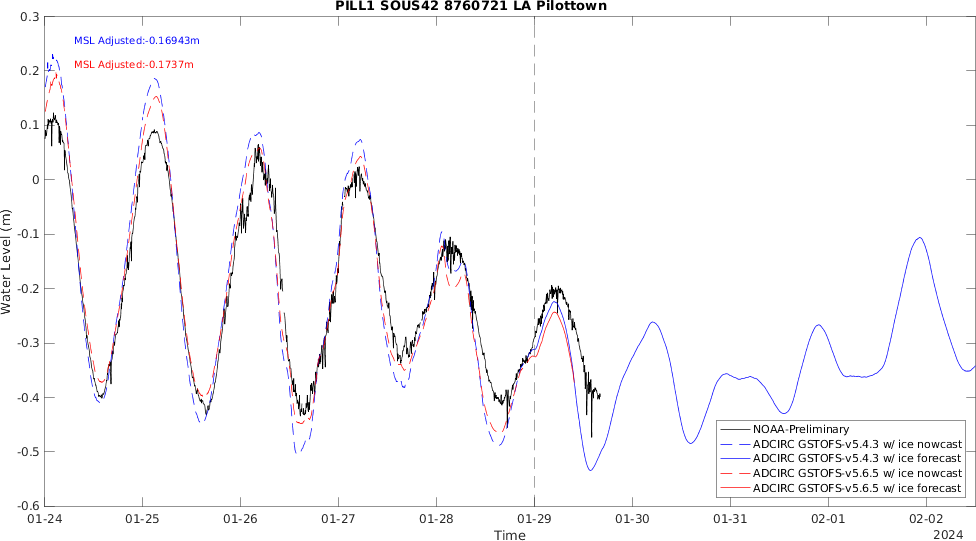 PILL1 SOUS42 8760721 LA Pilottown
MSL Adjusted:-0.16943m
MSL Adjusted:-0.1737m
0.3
0.2
0.1
0
-0.1
-0.2
-0.3
-0.4
-0.5
-0.6
Water Level (m)
NOAA-Preliminary
ADCIRC GSTOFS-v5.4.3 w/ ice nowcast
ADCIRC GSTOFS-v5.4.3 w/ ice forecast
ADCIRC GSTOFS-v5.6.5 w/ ice nowcast
ADCIRC GSTOFS-v5.6.5 w/ ice forecast
01-24 01-25 01-26 01-27 01-28 01-29 01-30 01-31 02-01 02-02
Time
2024